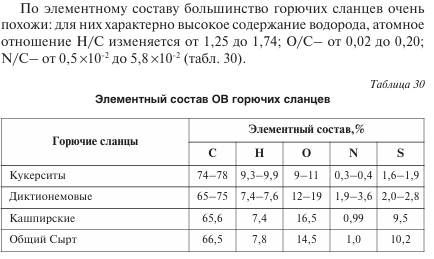 По элементному составу большинство горючих сланцев очень
похожи: для них характерно высокое содержание водорода, атомное
отношение Н/С изменяется от 1,25 до 1,74; О/С– от 0,02 до 0,20;
N/C– от 0,5×10⁻² до 5,8×10⁻² (табл. 30).
Таблица 30
Элементный состав ОВ горючих сланцев
Горючие сланцы Элементный состав,%
C H O N S
Кукерситы 74–78 9,3–9,9 9–11 0,3–0,4 1,6–1,9
Диктионемовые 65–75 7,4–7,6 12–19 1,9–3,6 2,0–2,8
Кашпирские 65,6 7,4 16,5 0,99 9,5
Общий Сырт 66,5 7,8 14,5 1,0 10,2